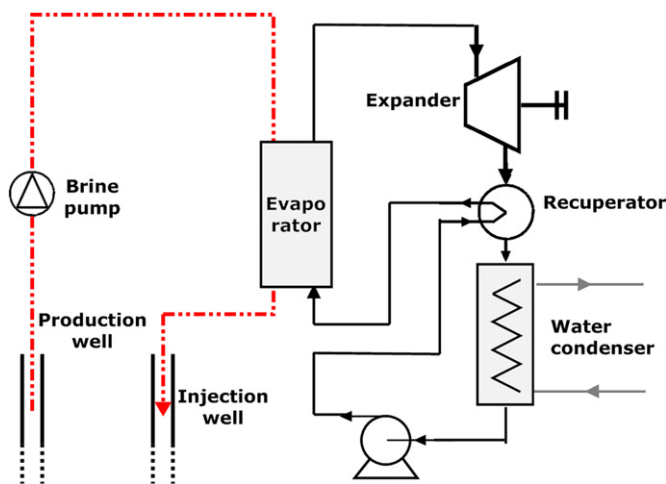 Expander
Brine
pump
Evapo
rator
Recuperator
Production
well
Water
condenser
Injection
well